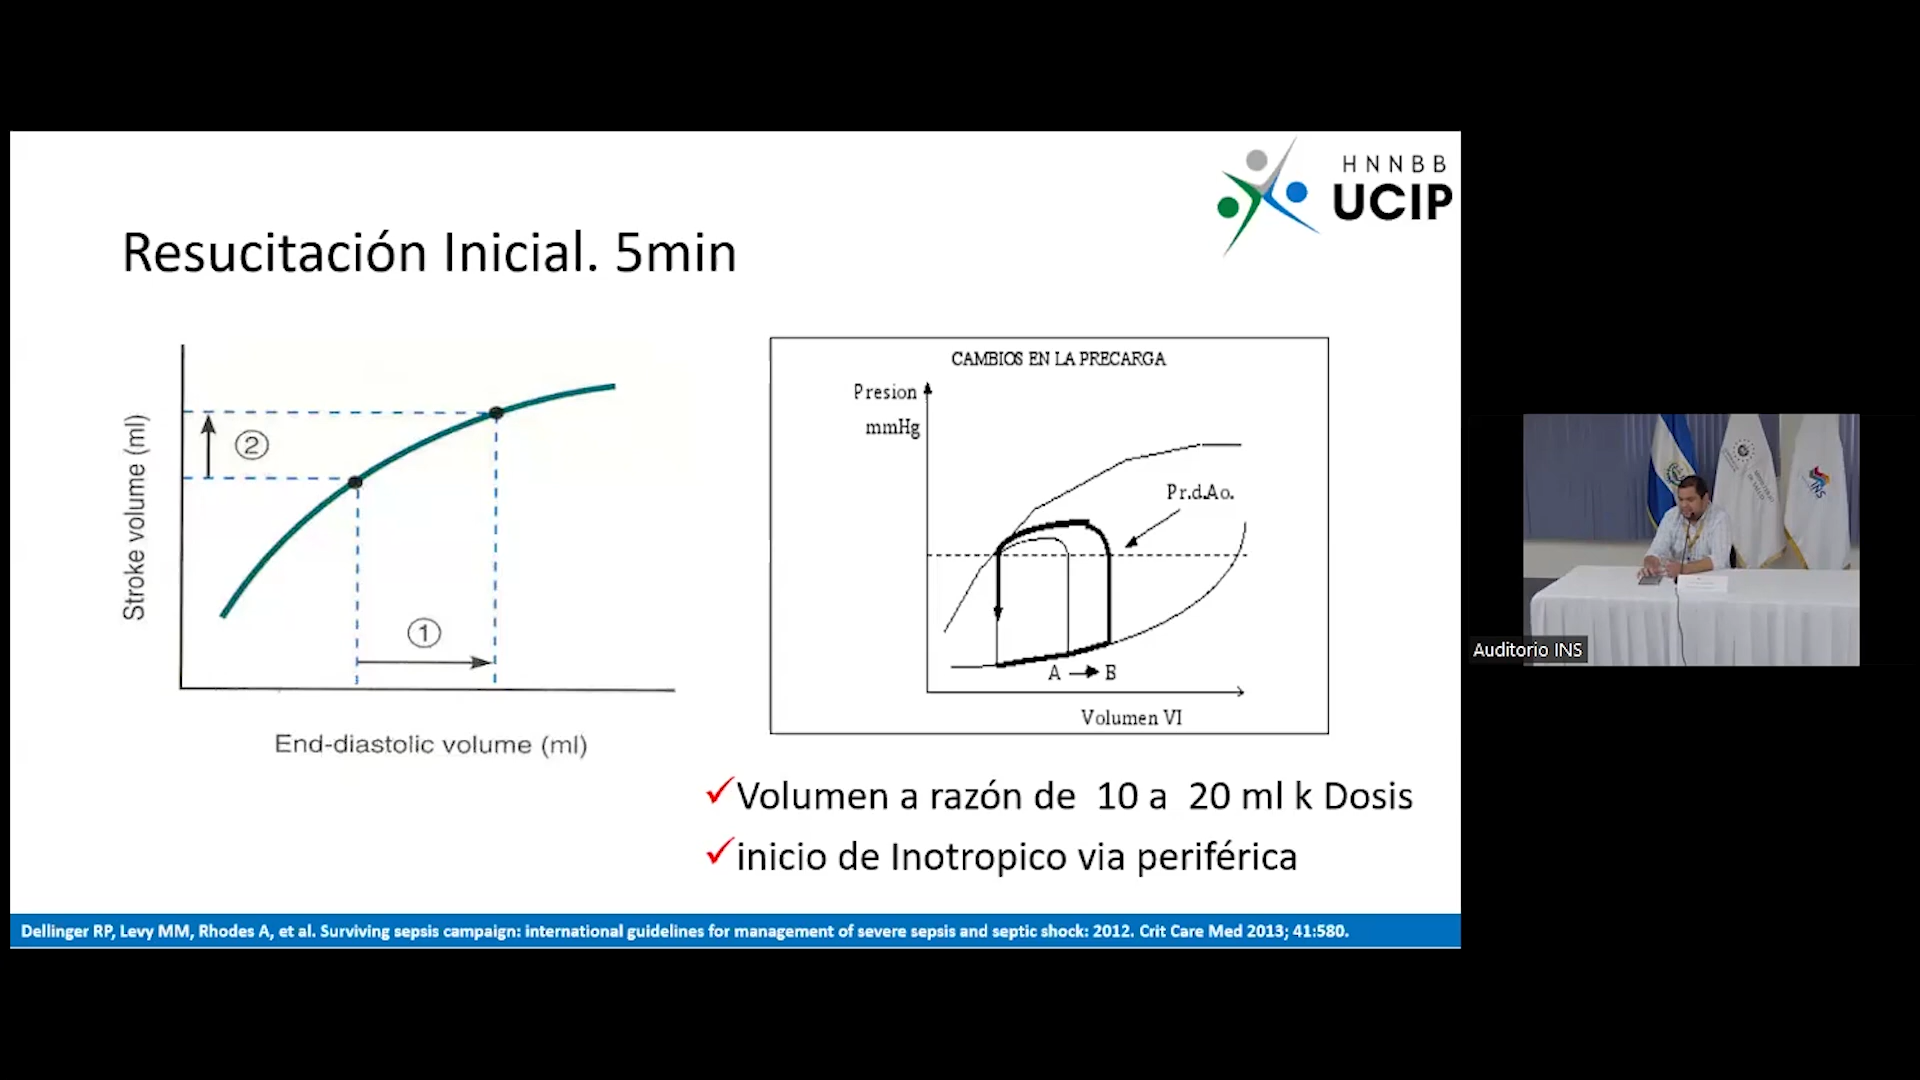 HNNBB
UCIP
Resucitación Inicial. 5min
Stroke volume (ml)
②
①
End-diastolic volume (ml)
CAMBIOS EN LA PRECARGA
Presion
mmHg
Pr.d.Ao.
A B
Volumen VI
Volumen a razón de 10 a 20 ml k Dosis
inicio de Inotropico via periférica
Dellinger RP, Levy MM, Rhodes A, et al. Surviving sepsis campaign: international guidelines for management of severe sepsis and septic shock: 2012. Crit Care Med 2013; 41:580.
INS
Auditorio INS